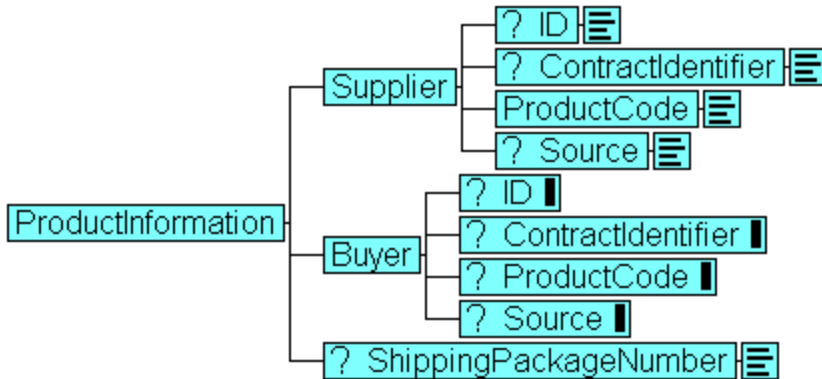 ? ID
? ContractIdentifier
Supplier
ProductCode
? Source
ProductInformation
? ID
? ContractIdentifier
Buyer
? ProductCode
? Source
? ShippingPackageNumber